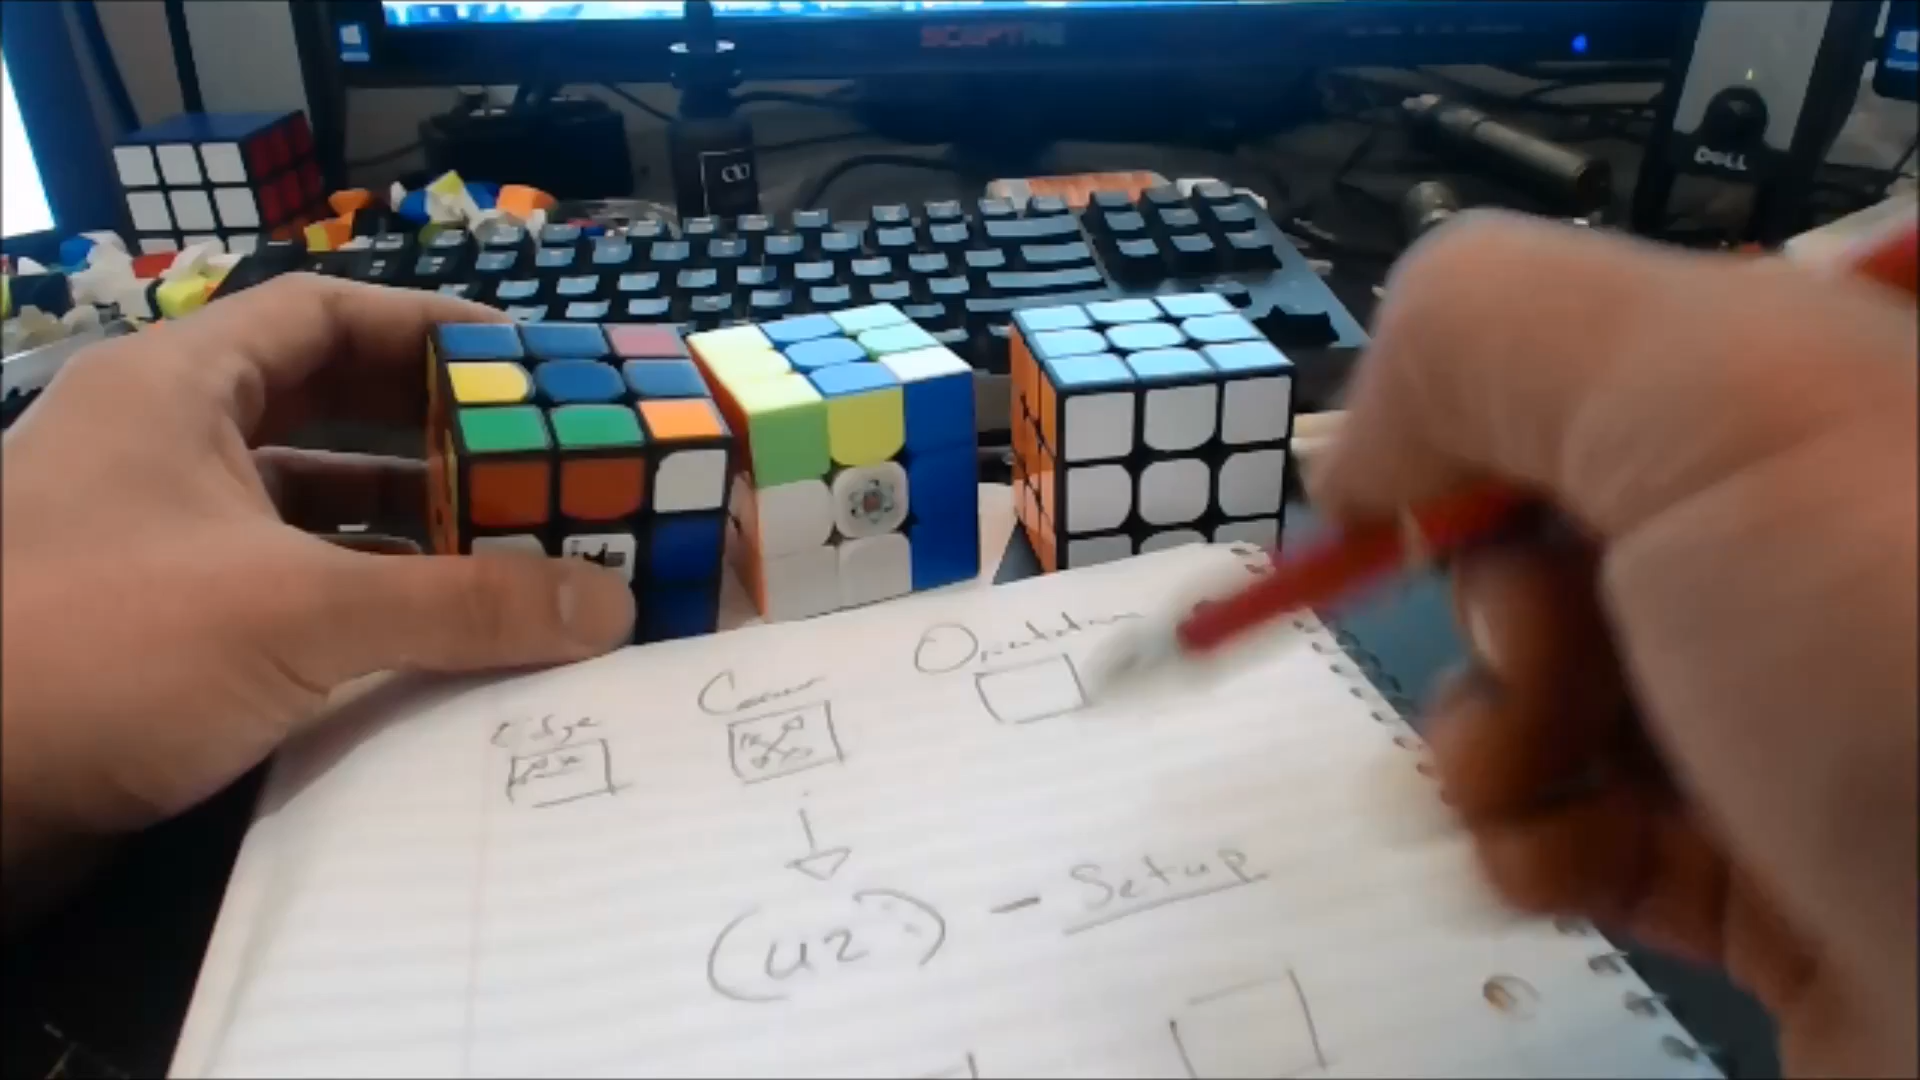 SCEPTRE
DELL
Orientation
Corner
Edge
(U2') - Setup